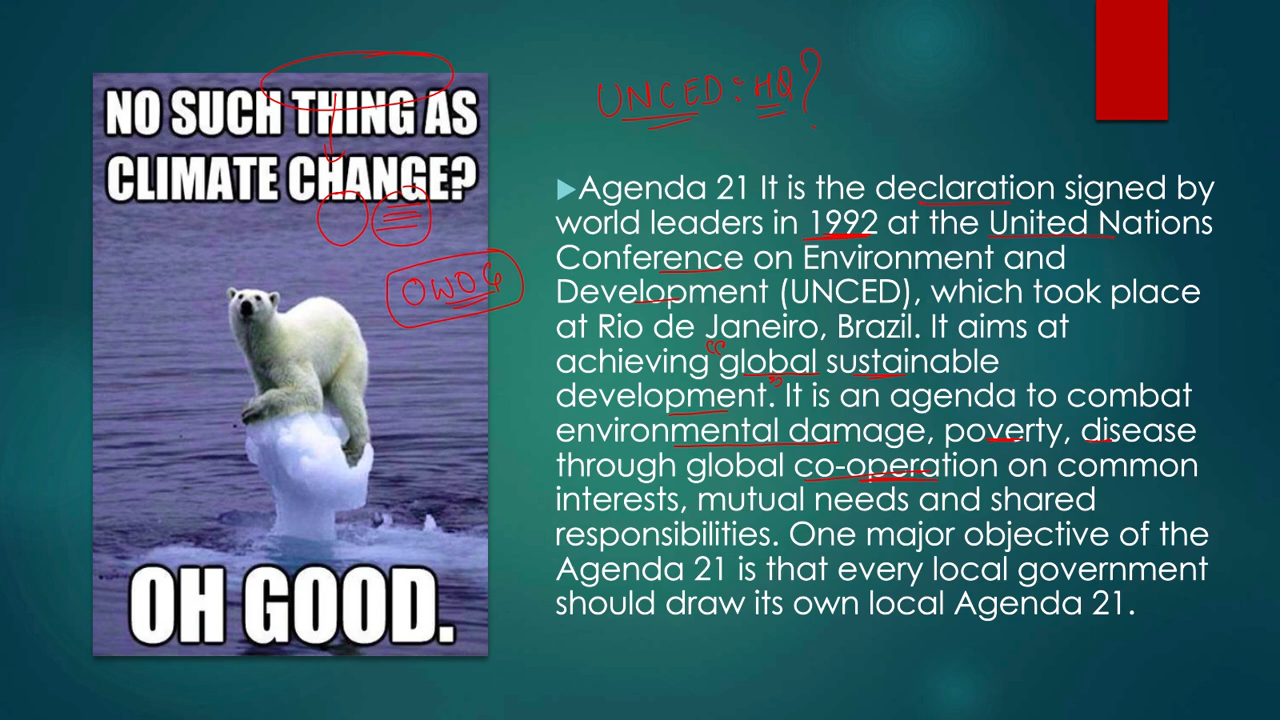 NO SUCH THING AS
CLIMATE CHANGE?
OWOG
OH GOOD.
UNCED: HQ?
Agenda 21 It is the declaration signed by
world leaders in 1992 at the United Nations
Conference on Environment and
Development (UNCED), which took place
at Rio de Janeiro, Brazil. It aims at
achieving global sustainable
development. It is an agenda to combat
environmental damage, poverty, disease
through global co-operation on common
interests, mutual needs and shared
responsibilities. One major objective of the
Agenda 21 is that every local government
should draw its own local Agenda 21.